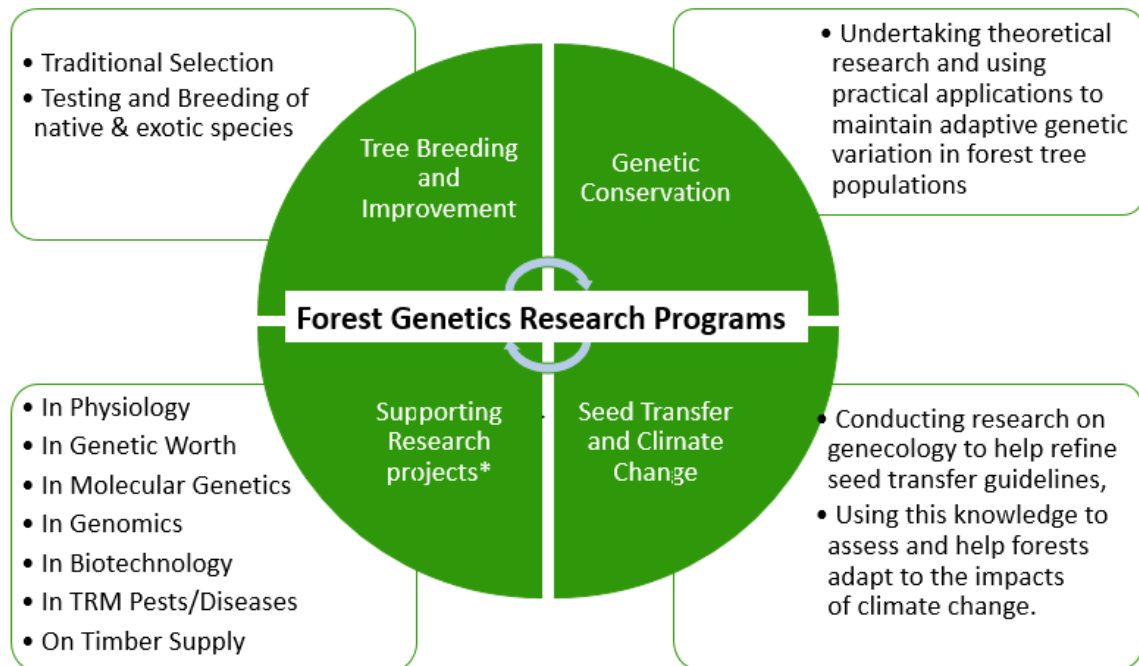 • Traditional Selection
• Testing and Breeding of
native & exotic species
Tree Breeding
and
Improvement
Genetic
Conservation
• Undertaking theoretical
research and using
practical applications to
maintain adaptive genetic
variation in forest tree
populations
Forest Genetics Research Programs
• In Physiology
• In Genetic Worth
• In Molecular Genetics
• In Genomics
• In Biotechnology
• In TRM Pests/Diseases
• On Timber Supply
Supporting
Research
projects*
Seed Transfer
and Climate
Change
• Conducting research on
genecology to help refine
seed transfer guidelines,
• Using this knowledge to
assess and help forests
adapt to the impacts
of climate change.